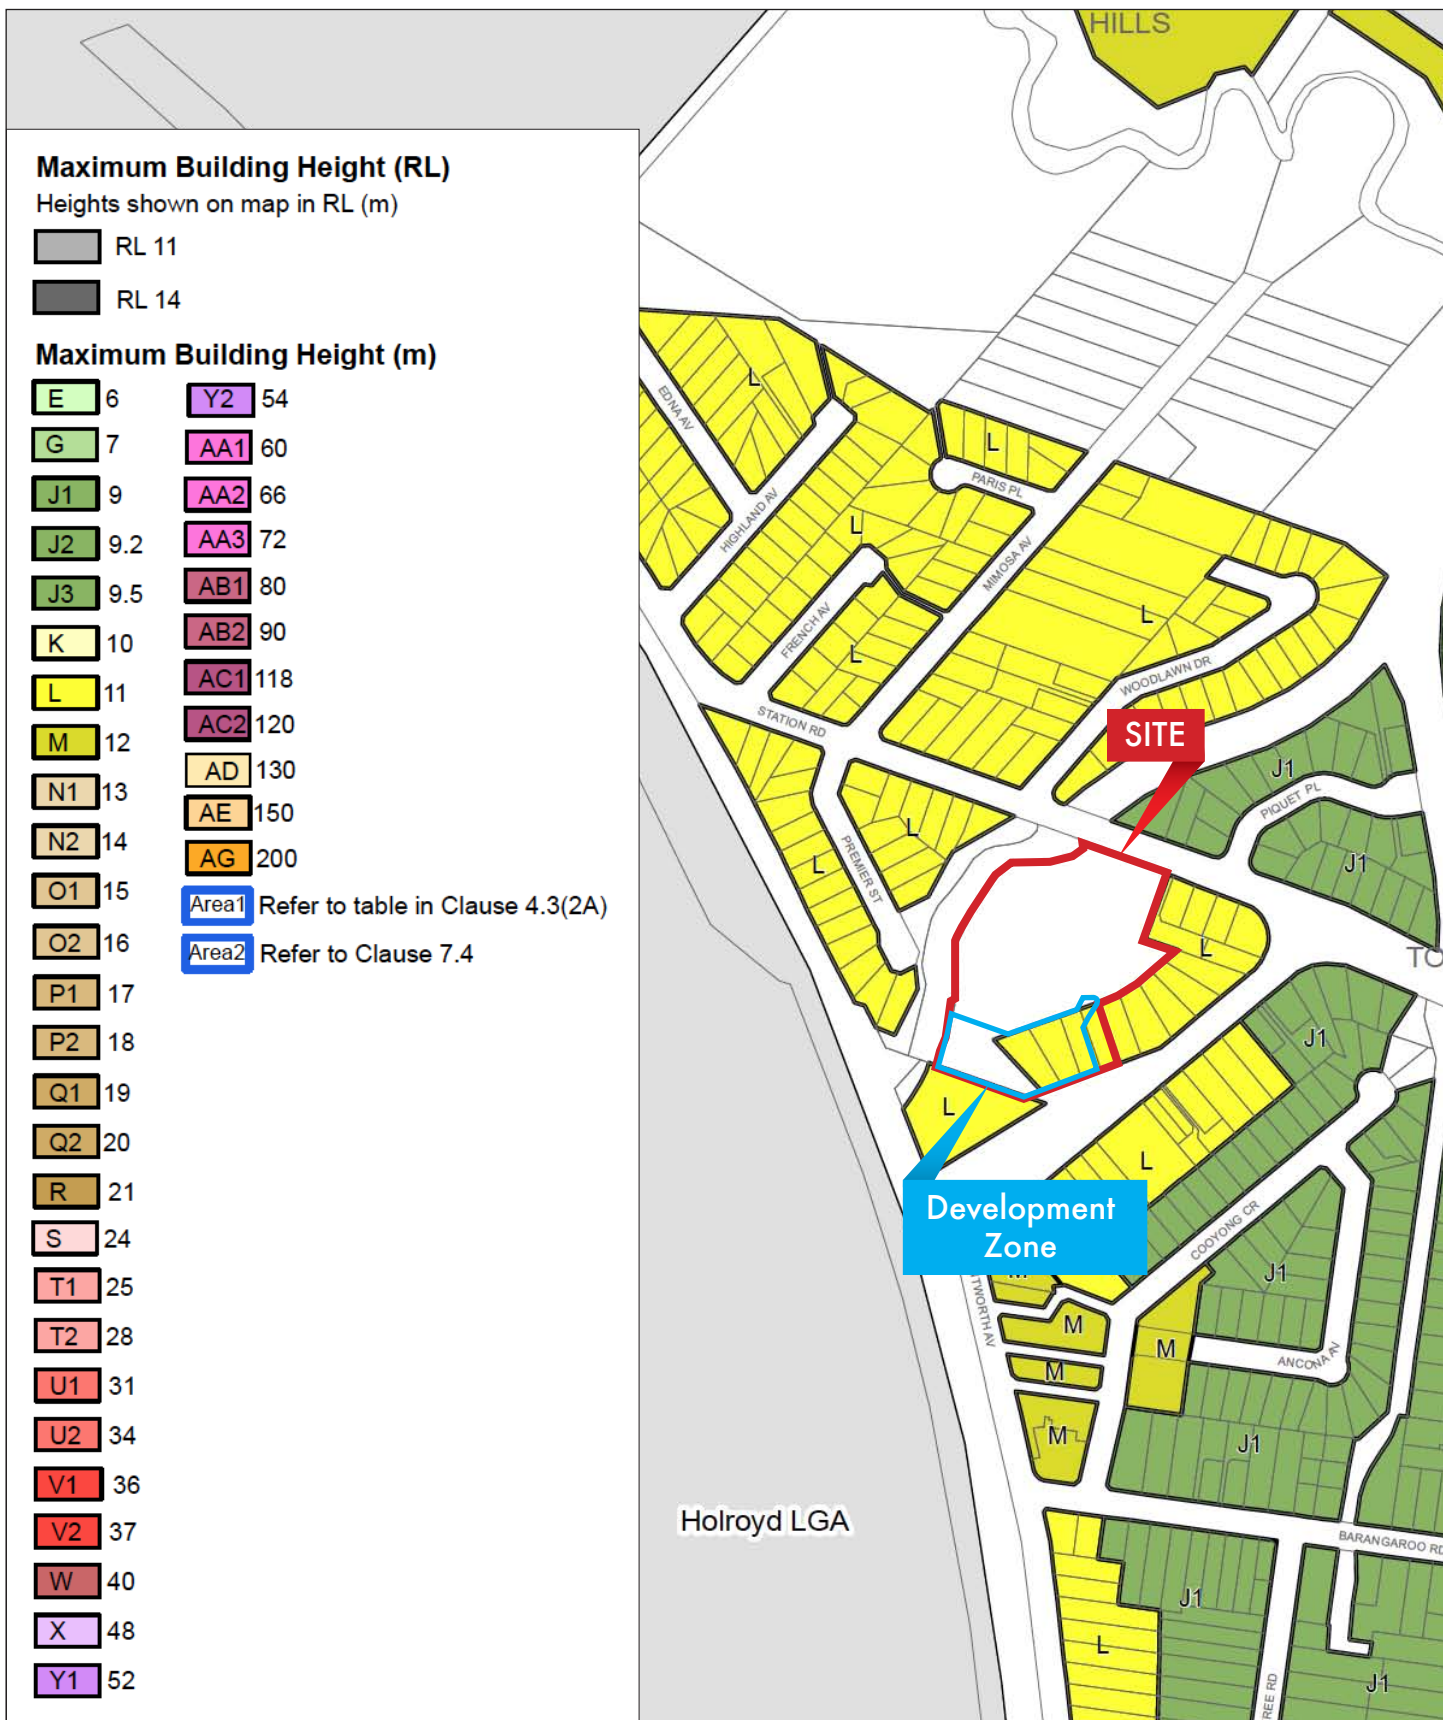 Maximum Building Height (RL)
Heights shown on map in RL (m)
RL 11
RL 14
Maximum Building Height (m)
E 6
G 7
J1 9
J2 9.2
J3 9.5
K 10
L 11
M 12
N1 13
N2 14
O1 15
O2 16
P1 17
P2 18
Q1 19
Q2 20
R 21
S 24
T1 25
T2 28
U1 31
U2 34
V1 36
V2 37
W 40
X 48
Y1 52
Y2 54
AA1 60
AA2 66
AA3 72
AB1 80
AB2 90
AC1 118
AC2 120
AD 130
AE 150
AG 200
Area1 Refer to table in Clause 4.3(2A)
Area2 Refer to Clause 7.4
HILLS
L
EDNA AV
L
PARIS PL
HIGHLAND AV
L
MIMOSA AV
FRENCH AV
L
L
WOODLAWN DR
STATION RD
SITE
J1
PIQUET PL
L
PREMIER ST
L
J1
L
TO
J1
L
L
Development
Zone
COOYONG CR
M
J1
TWORTH AV
M
M
ANCONA AV
M
M
J1
Holroyd LGA
BARANGAROO RD
J1
L
REE RD
J1